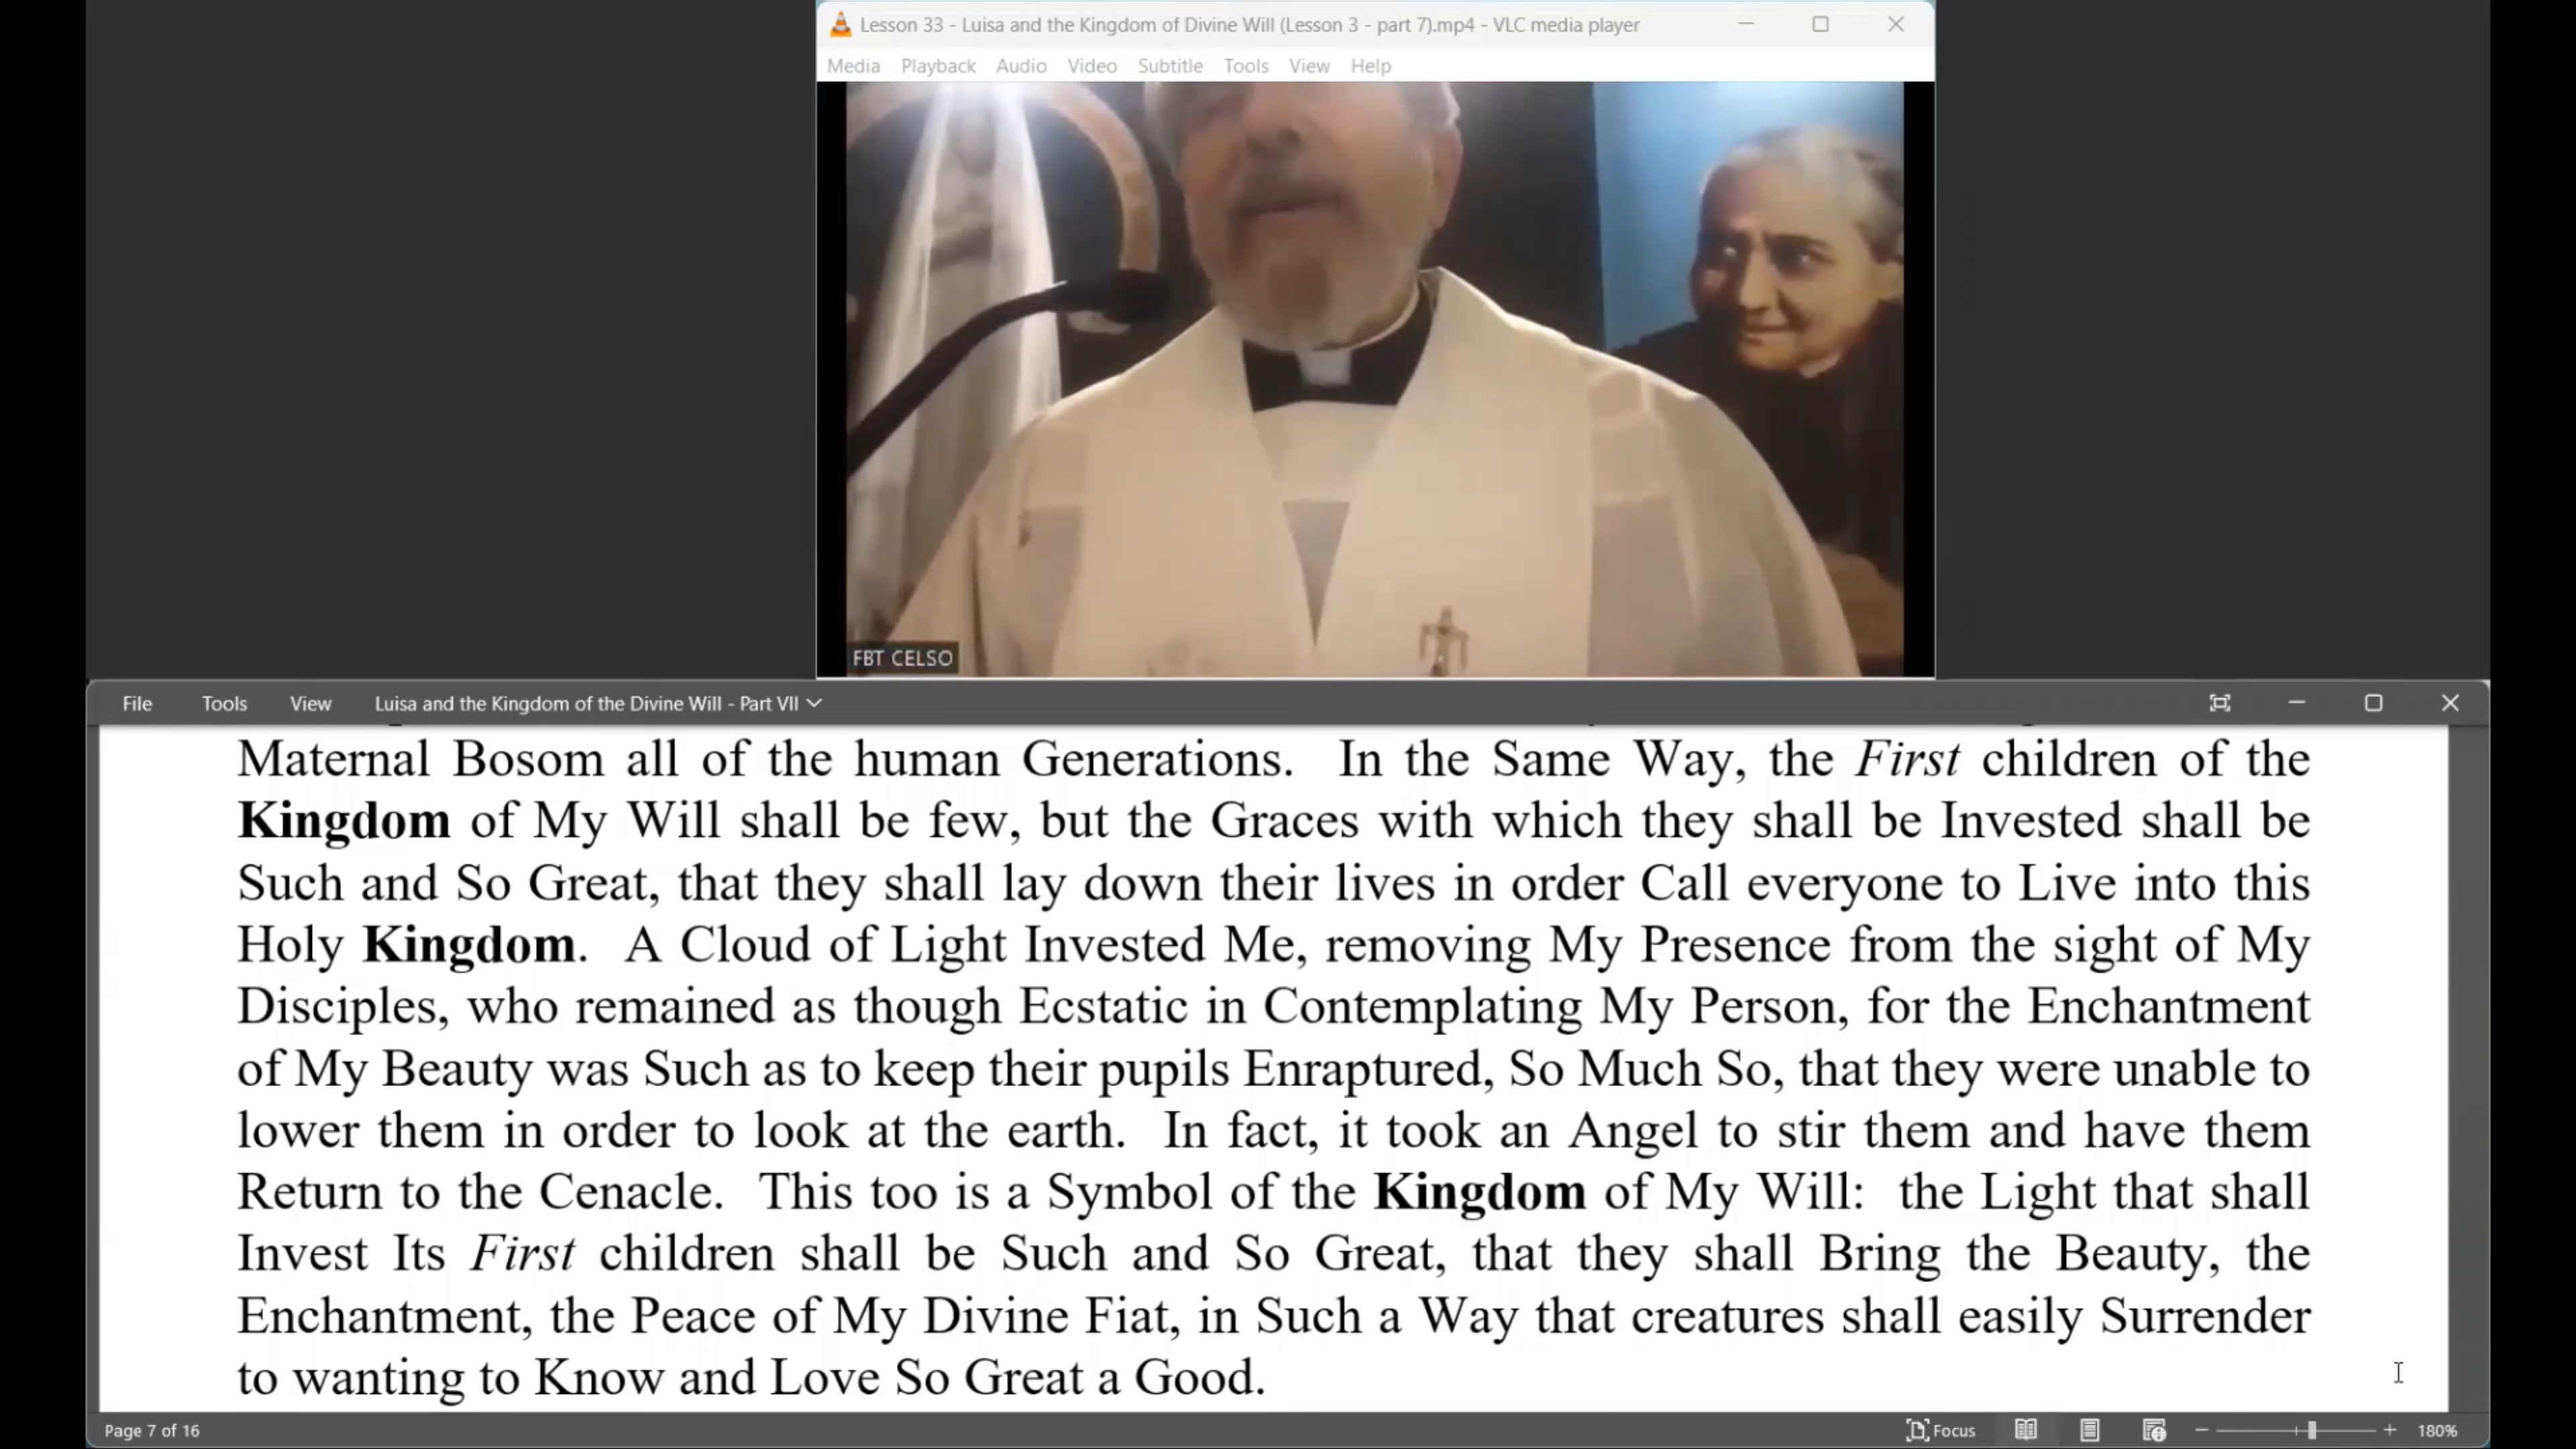 Lesson 33 - Luisa and the Kingdom of Divine Will (Lesson 3 - part 7).mp4 - VLC media player
Media Playback Audio Video Subtitle Tools View Help
FBT CELSO
File Tools View Luisa and the Kingdom of the Divine Will - Part VII
Maternal Bosom all of the human Generations. In the Same Way, the First children of the
Kingdom of My Will shall be few, but the Graces with which they shall be Invested shall be
Such and So Great, that they shall lay down their lives in order Call everyone to Live into this
Holy Kingdom. A Cloud of Light Invested Me, removing My Presence from the sight of My
Disciples, who remained as though Ecstatic in Contemplating My Person, for the Enchantment
of My Beauty was Such as to keep their pupils Enraptured, So Much So, that they were unable to
lower them in order to look at the earth. In fact, it took an Angel to stir them and have them
Return to the Cenacle. This too is a Symbol of the Kingdom of My Will: the Light that shall
Invest Its First children shall be Such and So Great, that they shall Bring the Beauty, the
Enchantment, the Peace of My Divine Fiat, in Such a Way that creatures shall easily Surrender
to wanting to Know and Love So Great a Good.
Page 7 of 16 Focus 180%